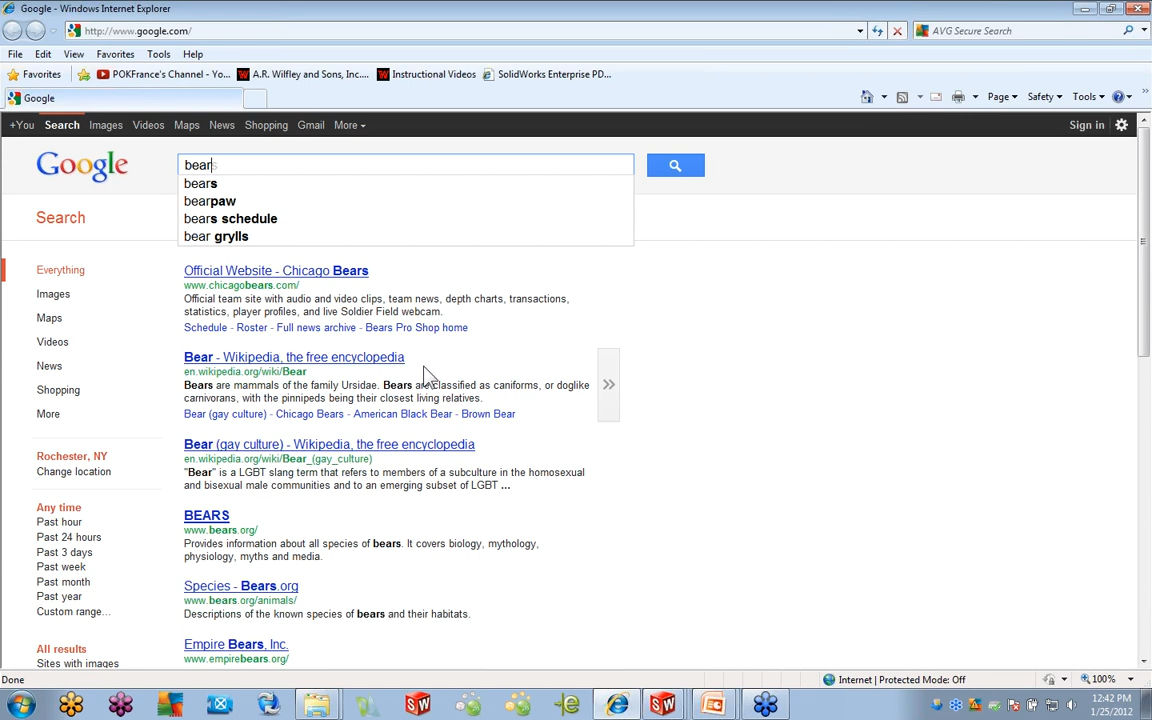 Google - Windows Internet Explorer
http://www.google.com/
AVG Secure Search
File Edit View Favorites Tools Help
Favorites POKFrance's Channel - Yo... A.R. Wilfley and Sons, Inc.... Instructional Videos SolidWorks Enterprise PD...
Google
Page Safety Tools
+You Search Images Videos Maps News Shopping Gmail More
Sign in
Google
bears
bears
bearpaw
bears schedule
bear grylls
Search
Everything
Images
Maps
Videos
News
Shopping
More
Rochester, NY
Change location
Any time
Past hour
Past 24 hours
Past 3 days
Past week
Past month
Past year
Custom range...
All results
Sites with images
Official Website - Chicago Bears
www.chicagobears.com/
Official team site with audio and video clips, team news, depth charts, transactions,
statistics, player profiles, and live Soldier Field webcam.
Schedule - Roster - Full news archive - Bears Pro Shop home
Bear - Wikipedia, the free encyclopedia
en.wikipedia.org/wiki/Bear
Bears are mammals of the family Ursidae. Bears are classified as caniforms, or doglike
carnivorans, with the pinnipeds being their closest living relatives.
Bear (gay culture) - Chicago Bears - American Black Bear - Brown Bear
Bear (gay culture) - Wikipedia, the free encyclopedia
en.wikipedia.org/wiki/Bear_(gay_culture)
"Bear" is a LGBT slang term that refers to members of a subculture in the homosexual
and bisexual male communities and to an emerging subset of LGBT ...
BEARS
www.bears.org/
Provides information about all species of bears. It covers biology, mythology,
physiology, myths and media.
Species - Bears.org
www.bears.org/animals/
Descriptions of the known species of bears and their habitats.
Empire Bears, Inc.
www.empirebears.org/
Done
Internet | Protected Mode: Off
100%
12:42 PM
1/25/2012